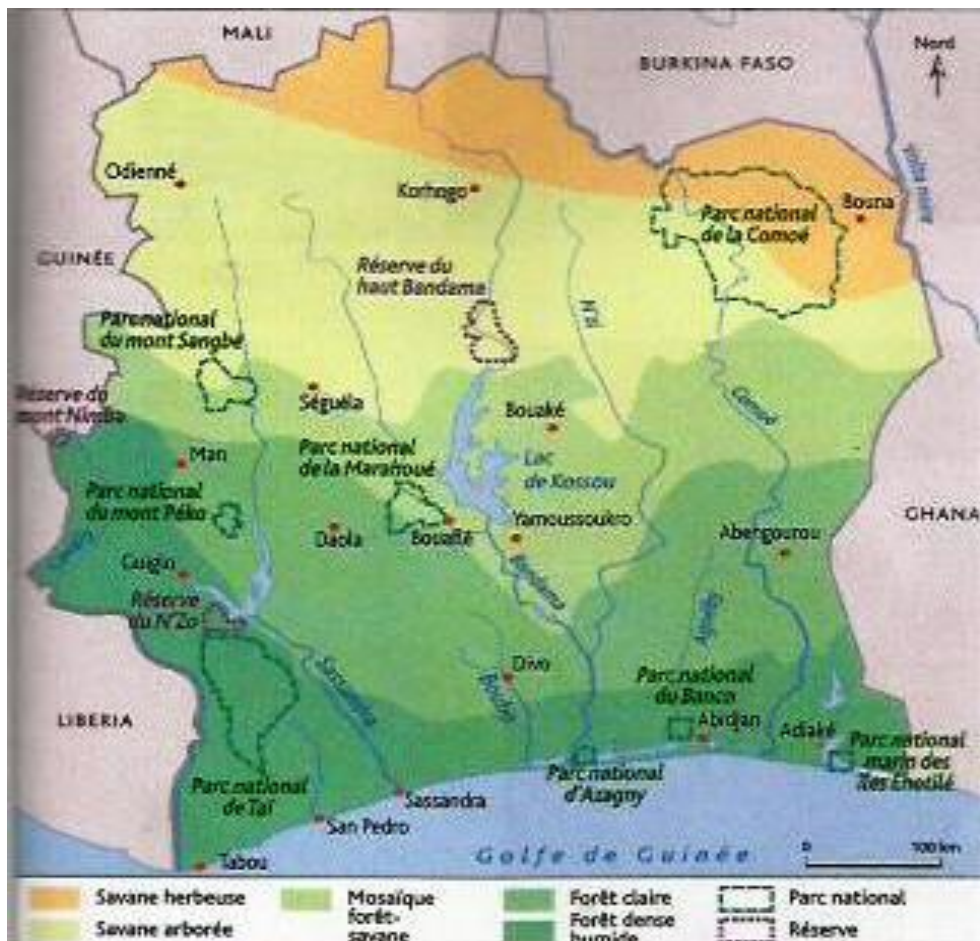 MALI
BURKINA FASO
Nord
Volta noire
Odienné
Korhogo
Parc national
de la Comoé
Bouna
GUINÉE
Réserve du
haut Bandama
N'zi
Parc national
du mont Sangbé
Réserve du
mont Nimba
Séguéla
Bouaké
Comoé
Man
Parc national
de la Marahoué
Lac
de Kossou
Parc national
du mont Péko
Daola
Bouaflé
Yamoussoukro
Abengourou
GHANA
Guiglo
Bandama
Réserve
du N'Zo
Sassandra
Divo
Boubo
Parc national
du Banco
LIBERIA
Abidjan
Adiaké
Parc national
marin des
îles Ehotilé
Parc national
d'Azagny
Parc national
de Taï
Sassandra
San Pedro
Tabou
Golfe de Guinée
0
100 km
Savane herbeuse
Mosaïque
forêt-
savane
Forêt claire
Parc national
Savane arborée
Forêt dense
humide
Réserve